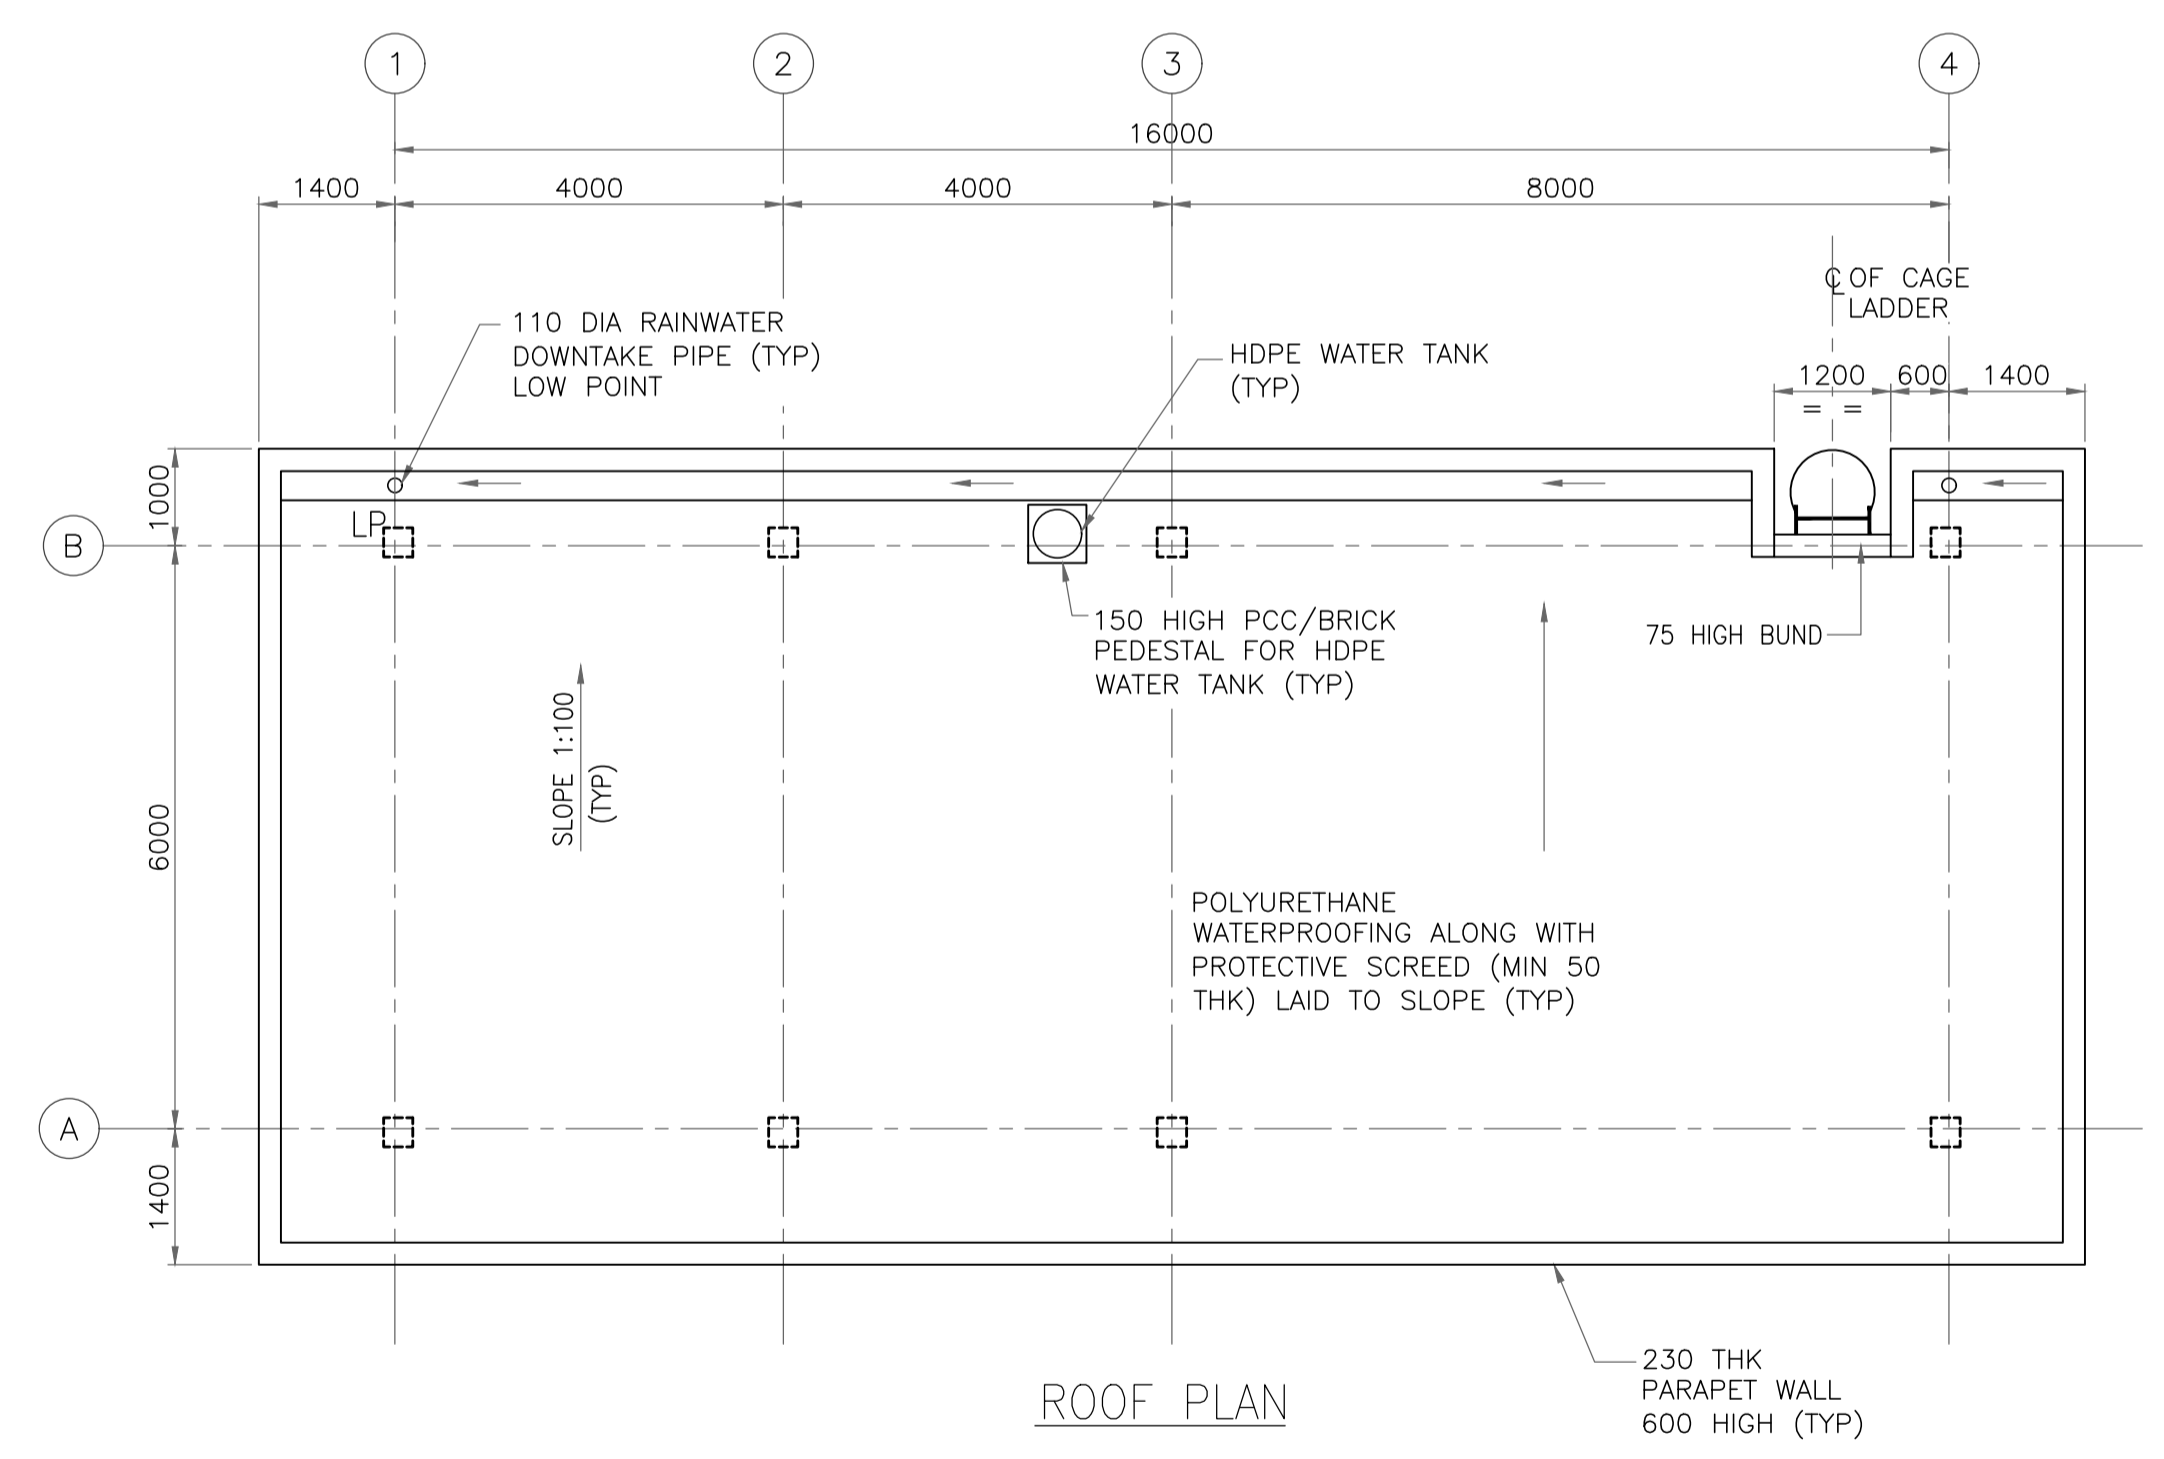 1 2 3 4
16000
1400 4000 4000 8000
℄ OF CAGE
LADDER
110 DIA RAINWATER
DOWNTAKE PIPE (TYP)
LOW POINT
HDPE WATER TANK
(TYP)
1200 600 1400
= =
1000
LP
B
150 HIGH PCC/BRICK
PEDESTAL FOR HDPE
WATER TANK (TYP)
75 HIGH BUND
SLOPE 1:100
(TYP)
6000
POLYURETHANE
WATERPROOFING ALONG WITH
PROTECTIVE SCREED (MIN 50
THK) LAID TO SLOPE (TYP)
A
1400
230 THK
PARAPET WALL
600 HIGH (TYP)
ROOF PLAN